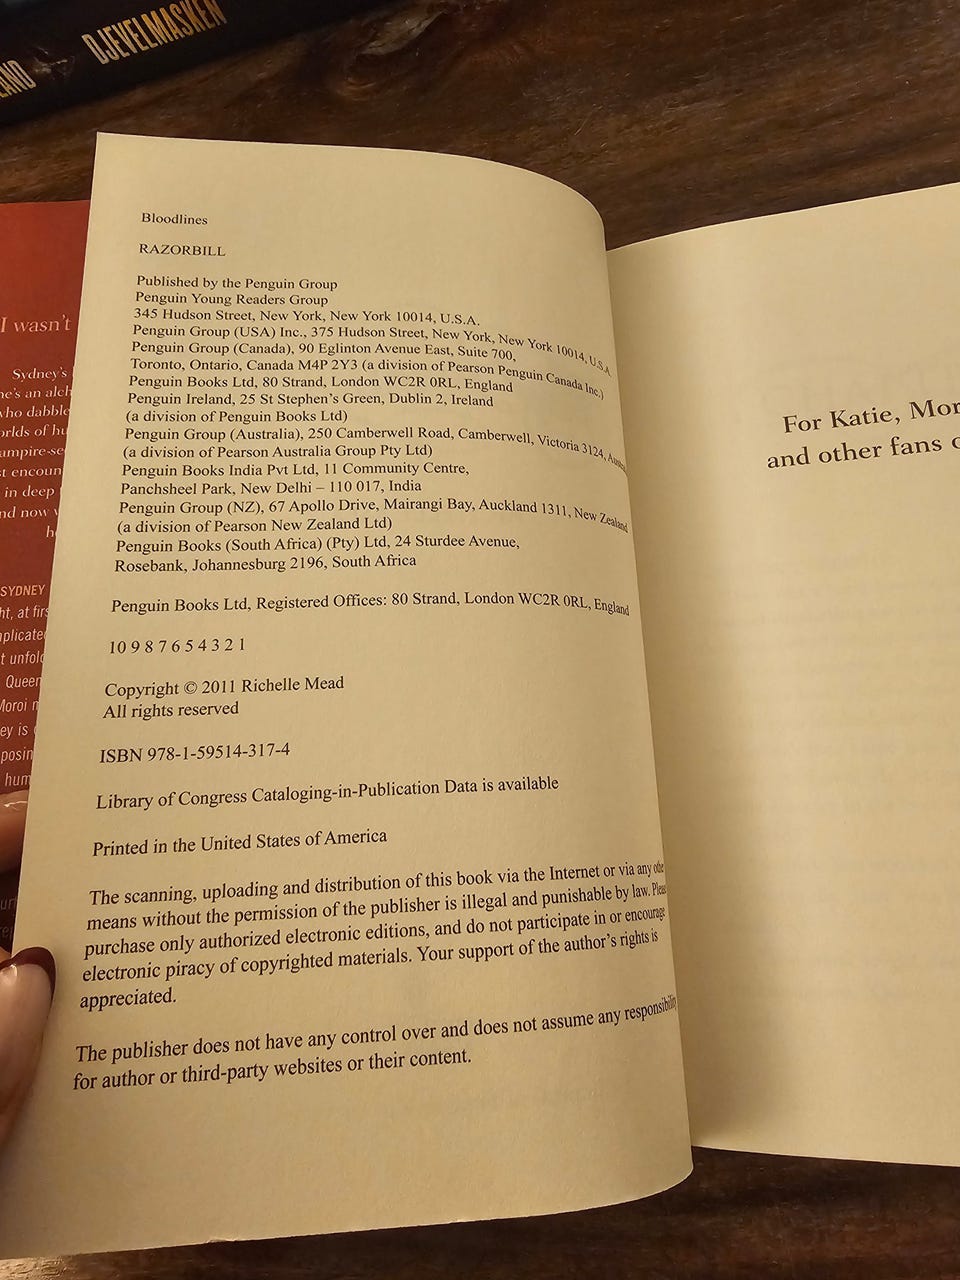 LAND
DJEVELMASKEN
I wasn't
Sydney's
who dabble
in deep
SYDNEY
Queen
Moroi
Bloodlines
RAZORBILL
Published by the Penguin Group
Penguin Young Readers Group
345 Hudson Street, New York, New York 10014, U.S.A.
Penguin Group (USA) Inc., 375 Hudson Street, New York, New York 10014, U.S.A
Penguin Group (Canada), 90 Eglinton Avenue East, Suite 700,
Toronto, Ontario, Canada M4P 2Y3 (a division of Pearson Penguin Canada Inc.)
Penguin Books Ltd, 80 Strand, London WC2R 0RL, England
Penguin Ireland, 25 St Stephen's Green, Dublin 2, Ireland
(a division of Penguin Books Ltd)
Penguin Group (Australia), 250 Camberwell Road, Camberwell, Victoria 3124,
(a division of Pearson Australia Group Pty Ltd)
Penguin Books India Pvt Ltd, 11 Community Centre,
Panchsheel Park, New Delhi – 110 017, India
Penguin Group (NZ), 67 Apollo Drive, Mairangi Bay, Auckland 1311, New Zealand
(a division of Pearson New Zealand Ltd)
Penguin Books (South Africa) (Pty) Ltd, 24 Sturdee Avenue,
Rosebank, Johannesburg 2196, South Africa
Penguin Books Ltd, Registered Offices: 80 Strand, London WC2R 0RL, England
10 9 8 7 6 5 4 3 2 1
Copyright © 2011 Richelle Mead
All rights reserved
ISBN 978-1-59514-317-4
Library of Congress Cataloging-in-Publication Data is available
Printed in the United States of America
The scanning, uploading and distribution of this book via the Internet or via any other
means without the permission of the publisher is illegal and punishable by law. Please
purchase only authorized electronic editions, and do not participate in or encourage
electronic piracy of copyrighted materials. Your support of the author's rights is
appreciated.
The publisher does not have any control over and does not assume any responsibility
for author or third-party websites or their content.
For Katie, Mor
and other fans